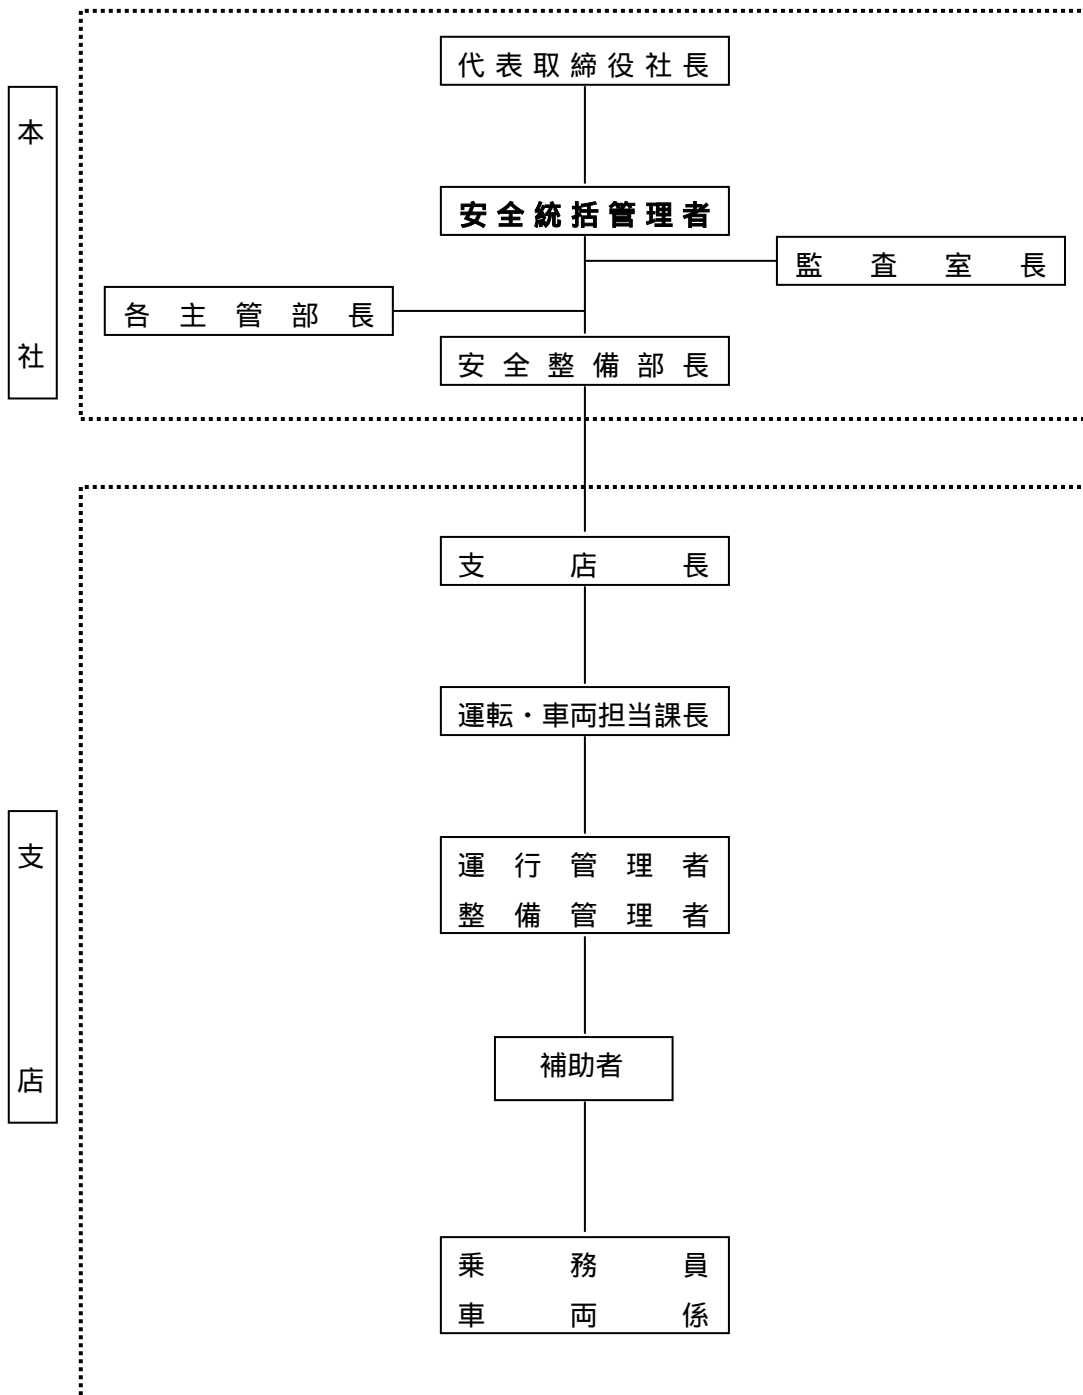 本社
代表取締役社長
安全統括管理者
監査室長
各主管部長
安全整備部長
支店
支店長
運転・車両担当課長
運行管理者
整備管理者
補助者
乗務員
車両係